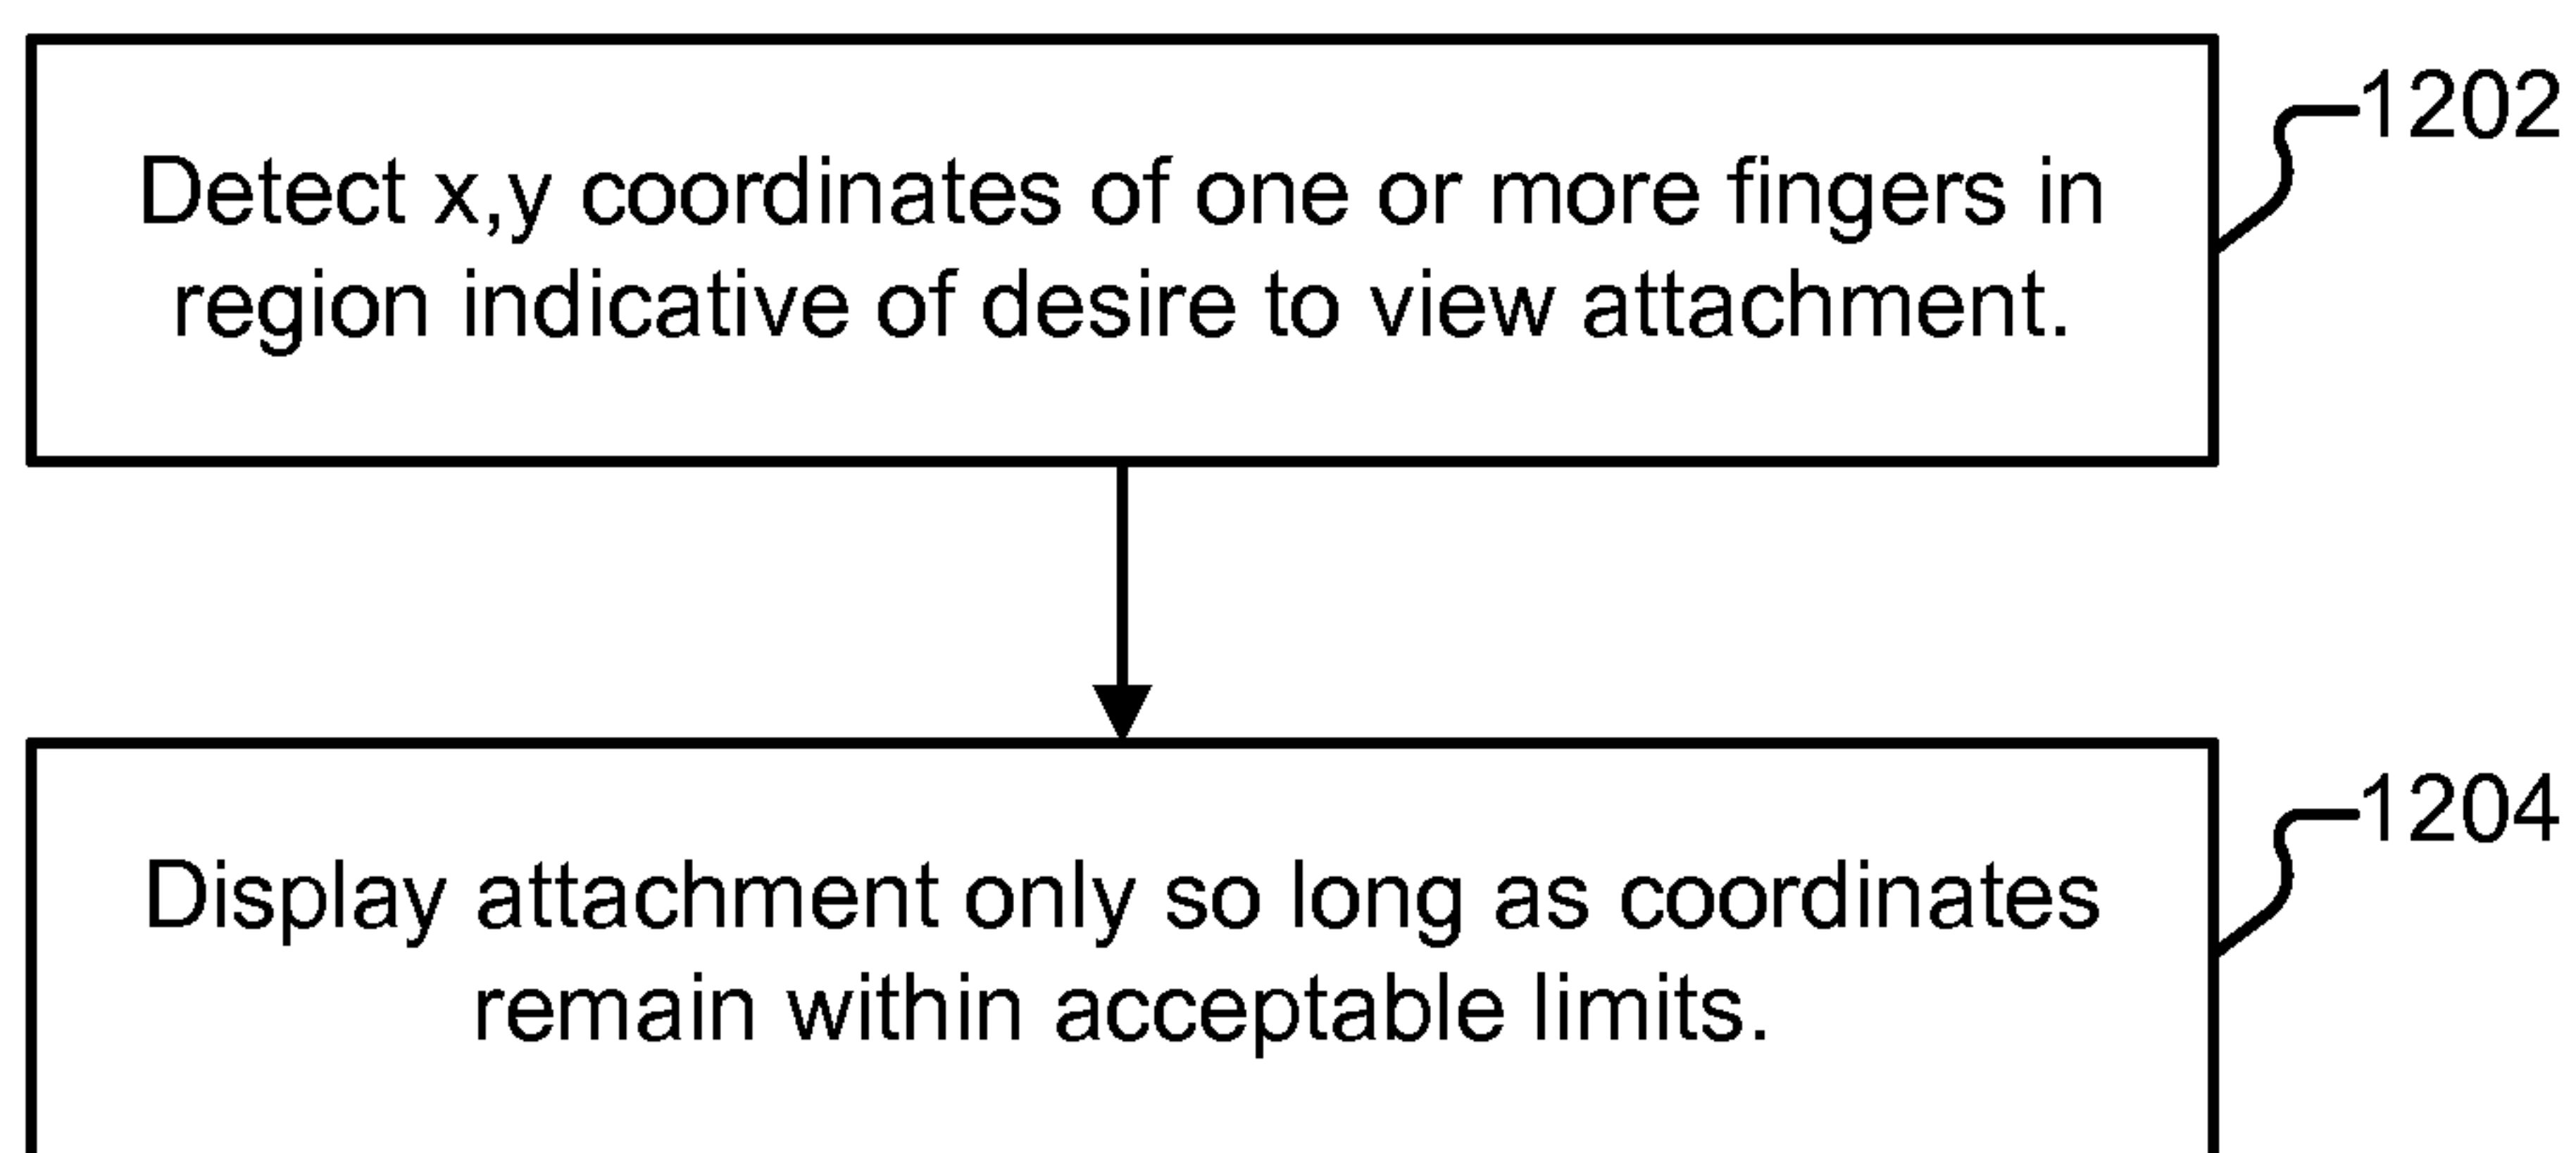 1202
Detect x,y coordinates of one or more fingers in
region indicative of desire to view attachment.
1204
Display attachment only so long as coordinates
remain within acceptable limits.